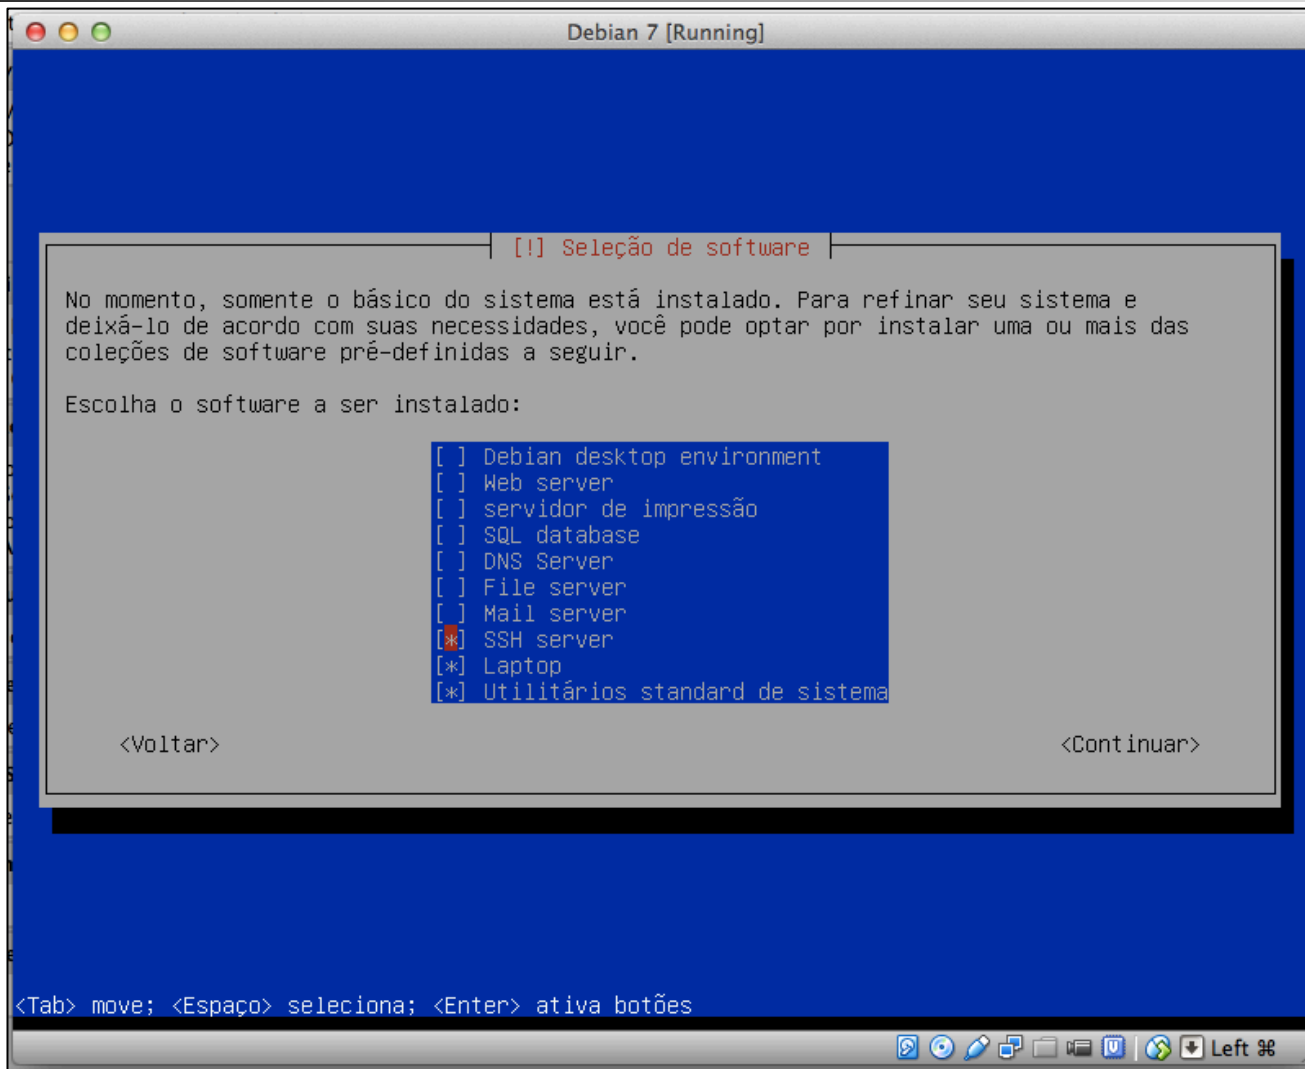 Debian 7 [Running]
[!] Seleção de software
No momento, somente o básico do sistema está instalado. Para refinar seu sistema e
deixá-lo de acordo com suas necessidades, você pode optar por instalar uma ou mais das
coleções de software pré-definidas a seguir.
Escolha o software a ser instalado:
[ ] Debian desktop environment
[ ] Web server
[ ] servidor de impressão
[ ] SQL database
[ ] DNS Server
[ ] File server
[ ] Mail server
[*] SSH server
[*] Laptop
[*] Utilitários standard de sistema
<Voltar> <Continuar>
<Tab> move; <Espaço> seleciona; <Enter> ativa botões
Left ⌘